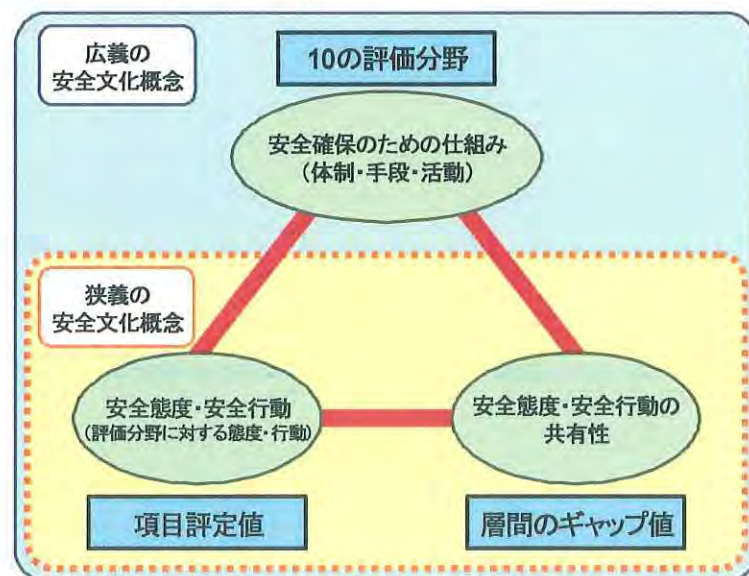 広義の
安全文化概念
10の評価分野
安全確保のための仕組み
（体制・手段・活動）
狭義の
安全文化概念
安全態度・安全行動
（評価分野に対する態度・行動）
安全態度・安全行動の
共有性
項目評定値
層間のギャップ値